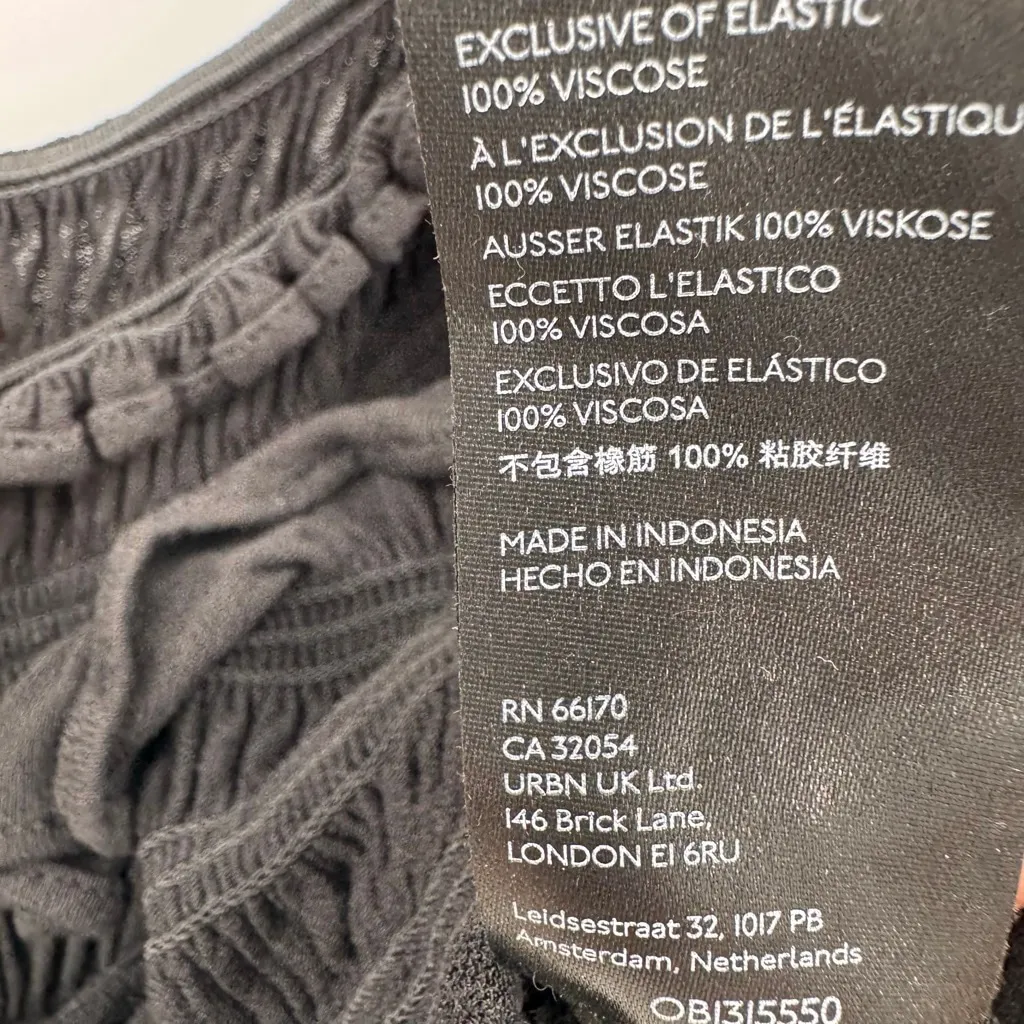 EXCLUSIVE OF ELASTIC
100% VISCOSE
À L'EXCLUSION DE L'ÉLASTIQU
100% VISCOSE
AUSSER ELASTIK 100% VISKOSE
ECCETTO L'ELASTICO
100% VISCOSA
EXCLUSIVO DE ELÁSTICO
100% VISCOSA
不包含橡筋 100% 粘胶纤维
MADE IN INDONESIA
HECHO EN INDONESIA
RN 66170
CA 32054
URBN UK Ltd.
146 Brick Lane,
LONDON E1 6RU
Leidsestraat 32, 1017 PB
Amsterdam, Netherlands
OB1315550